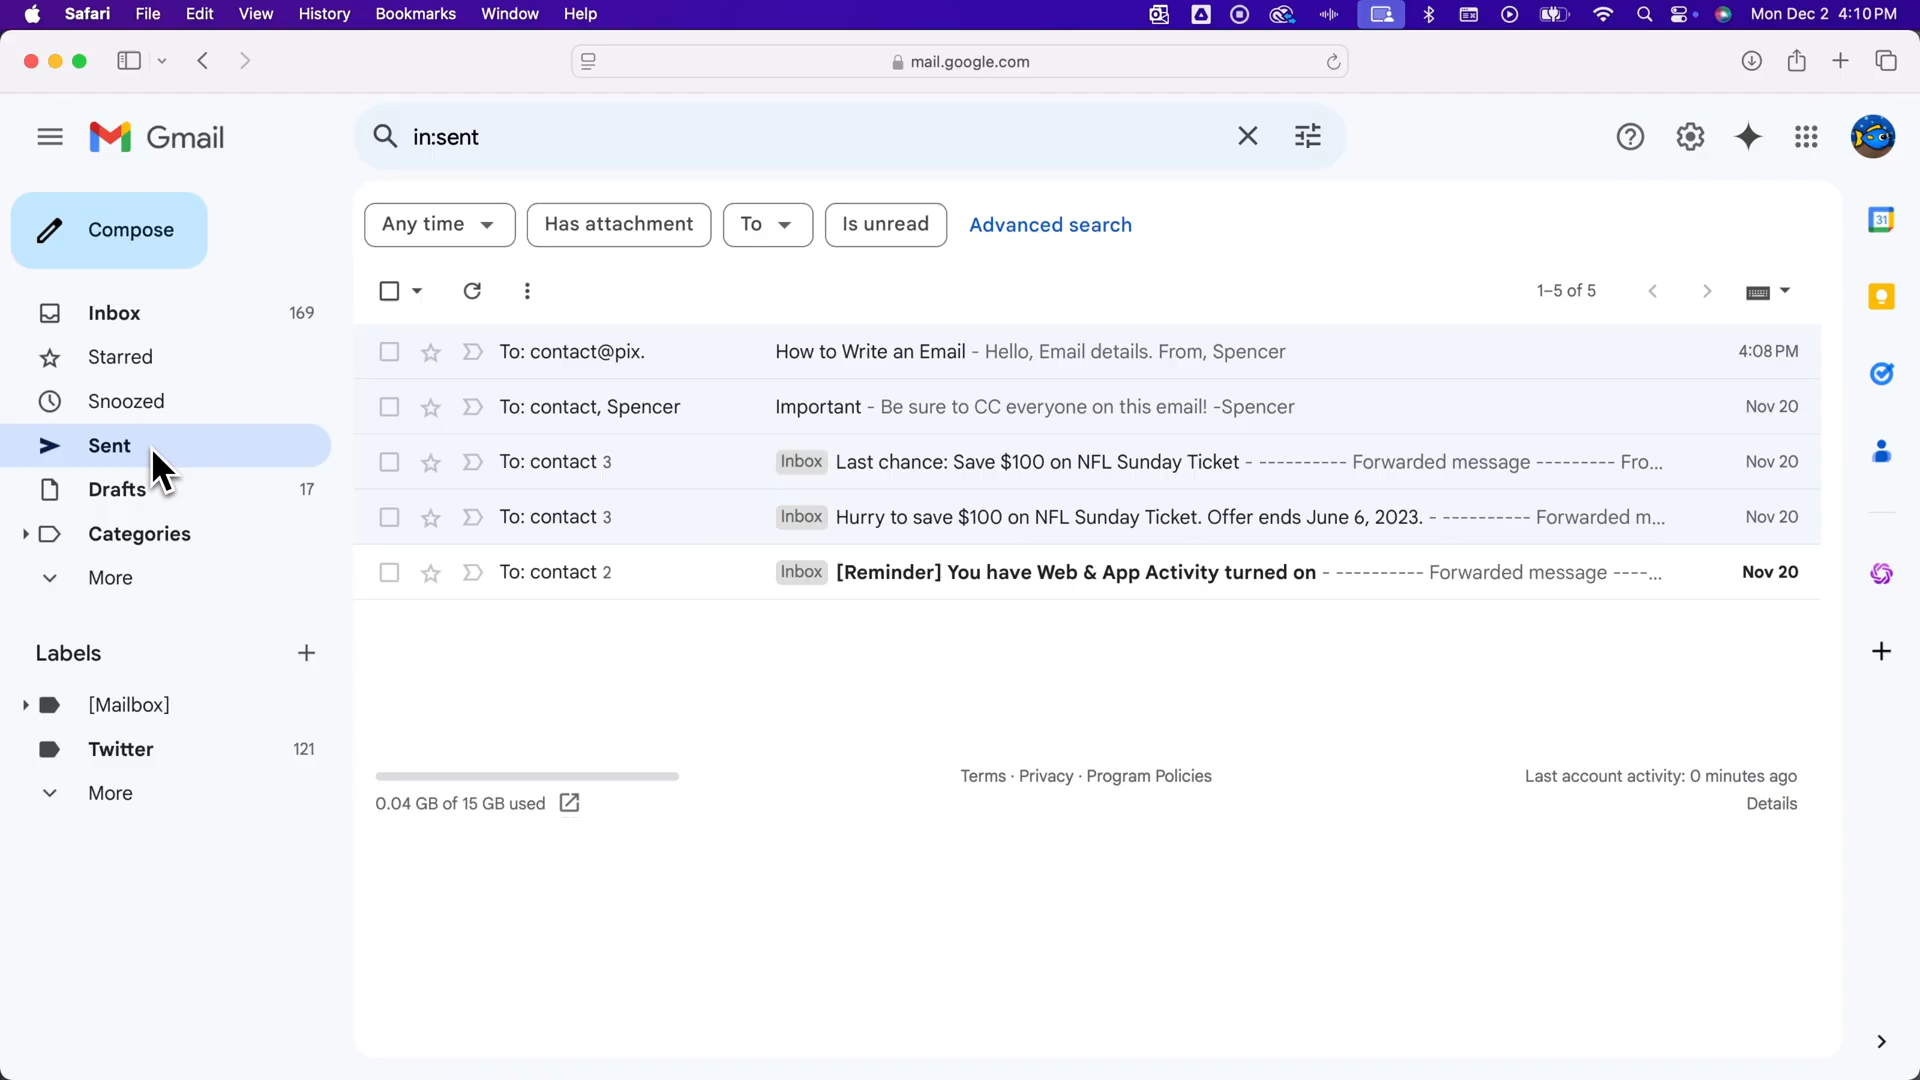 Safari File Edit View History Bookmarks Window Help Mon Dec 2 4:10 PM
mail.google.com
Gmail
in:sent
Compose
Inbox 169
Starred
Snoozed
Sent
Drafts 17
Categories
More
Labels
[Mailbox]
Twitter 121
More
Any time Has attachment To Is unread Advanced search
1–5 of 5
To: contact@pix. How to Write an Email - Hello, Email details. From, Spencer 4:08 PM
To: contact, Spencer Important - Be sure to CC everyone on this email! -Spencer Nov 20
To: contact 3 Inbox Last chance: Save $100 on NFL Sunday Ticket - ---------- Forwarded message --------- Fro... Nov 20
To: contact 3 Inbox Hurry to save $100 on NFL Sunday Ticket. Offer ends June 6, 2023. - ---------- Forwarded m... Nov 20
To: contact 2 Inbox [Reminder] You have Web & App Activity turned on - ---------- Forwarded message ----... Nov 20
0.04 GB of 15 GB used
Terms · Privacy · Program Policies
Last account activity: 0 minutes ago
Details
31